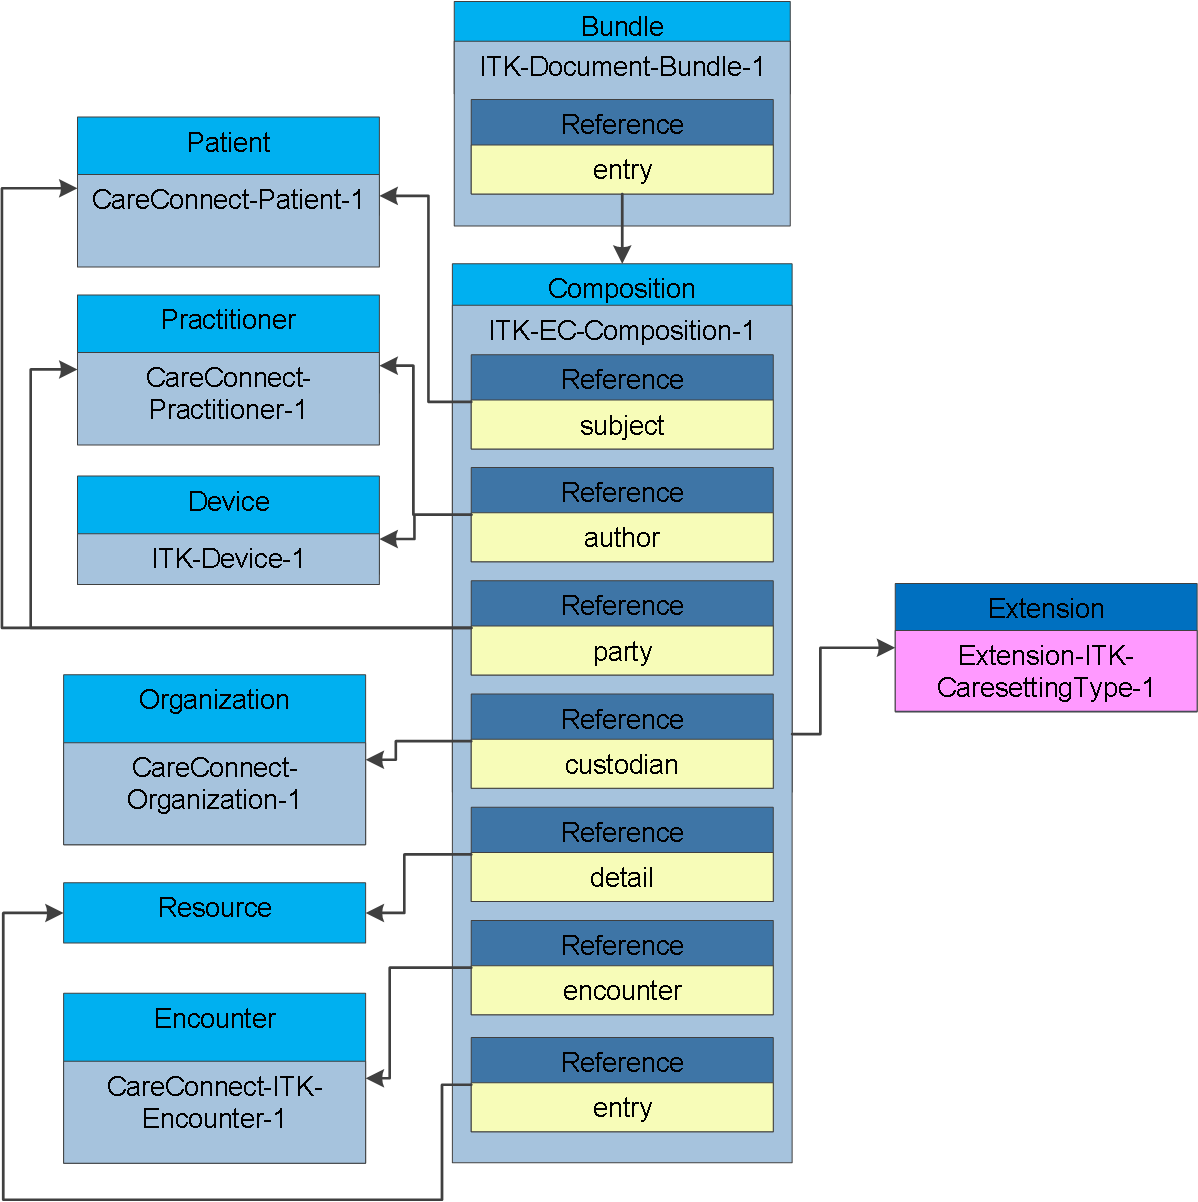 Bundle
ITK-Document-Bundle-1
Reference
entry
Patient
CareConnect-Patient-1
Practitioner
CareConnect-
Practitioner-1
Device
ITK-Device-1
Organization
CareConnect-
Organization-1
Resource
Encounter
CareConnect-ITK-
Encounter-1
Composition
ITK-EC-Composition-1
Reference
subject
Reference
author
Reference
party
Reference
custodian
Reference
detail
Reference
encounter
Reference
entry
Extension
Extension-ITK-
CaresettingType-1